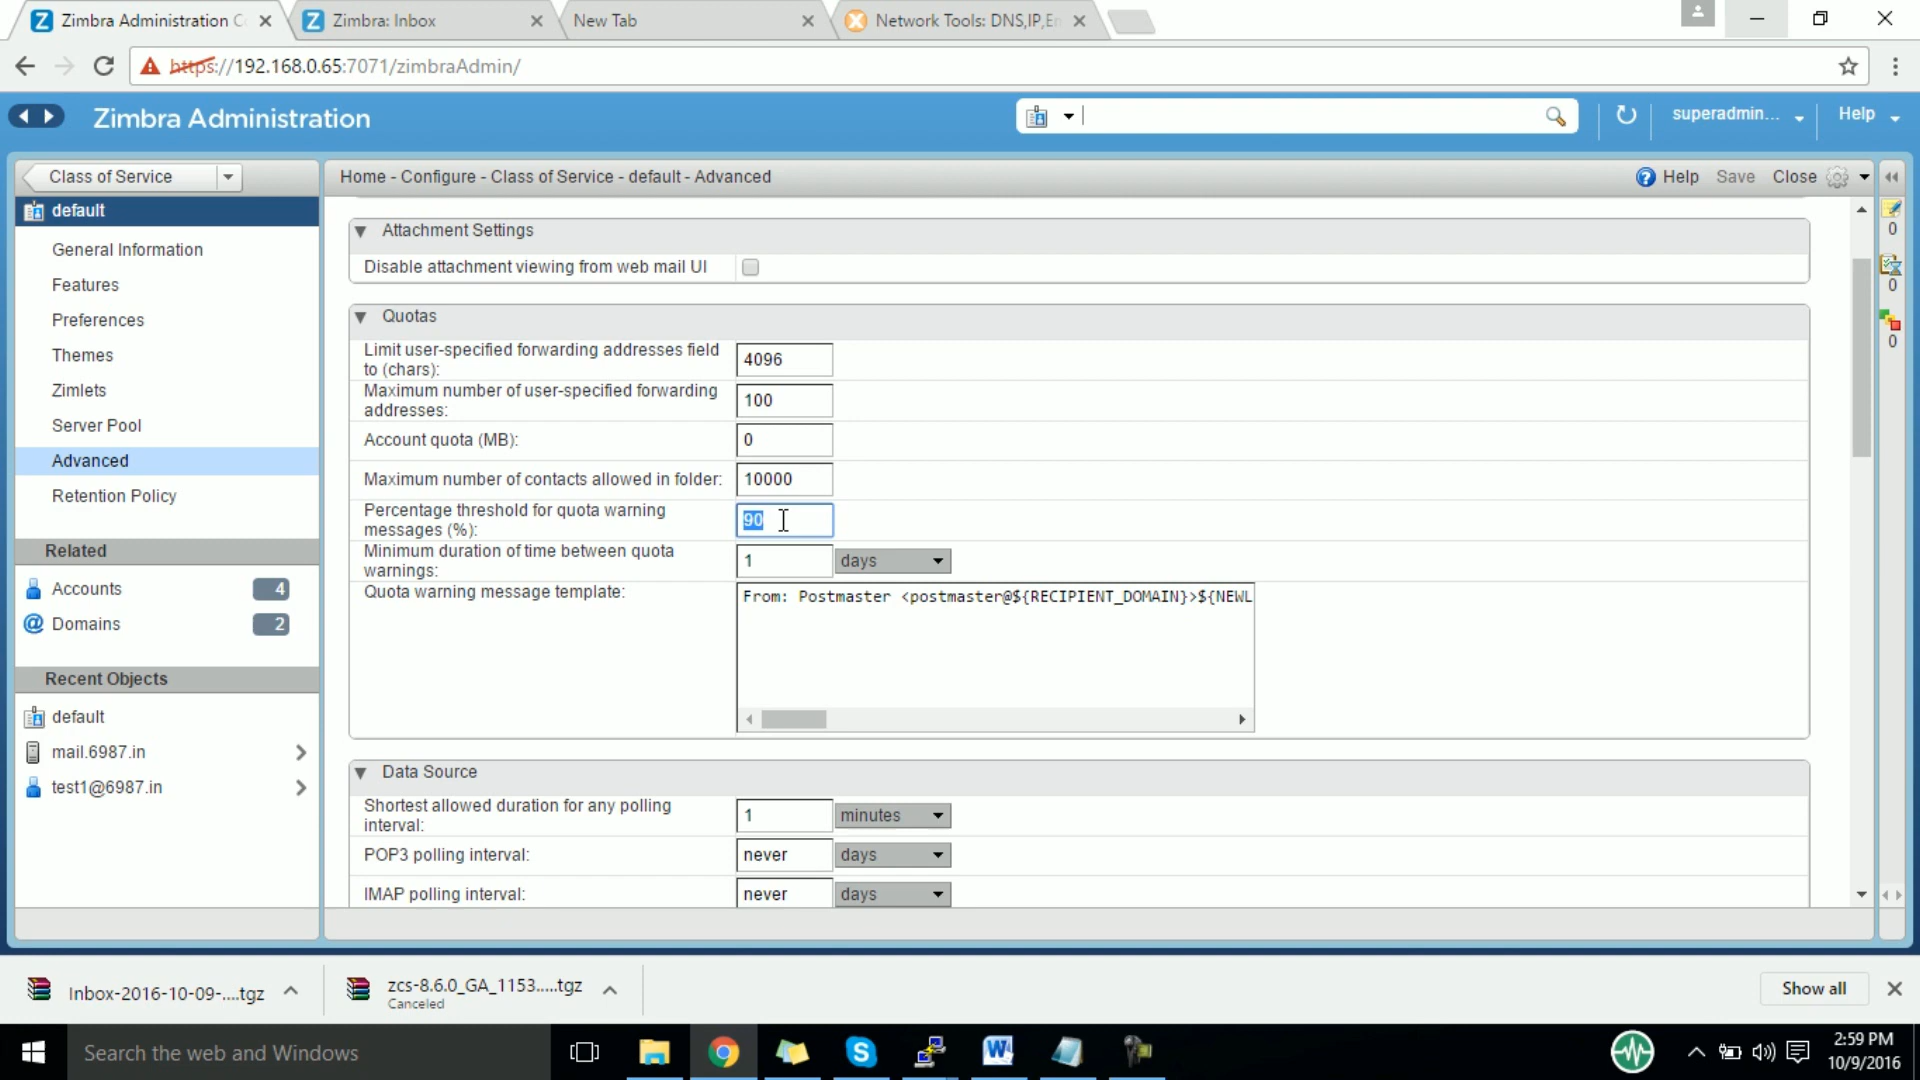 Zimbra Administration C
Zimbra: Inbox
New Tab
Network Tools: DNS,IP,Em
https://192.168.0.65:7071/zimbraAdmin/
Zimbra Administration
superadmin...
Help
Class of Service
Home - Configure - Class of Service - default - Advanced
Help
Save
Close
default
General Information
Features
Preferences
Themes
Zimlets
Server Pool
Advanced
Retention Policy
Related
Accounts 4
Domains 2
Recent Objects
default
mail.6987.in
test1@6987.in
Attachment Settings
Disable attachment viewing from web mail UI
Quotas
Limit user-specified forwarding addresses field
to (chars):
4096
Maximum number of user-specified forwarding
addresses:
100
Account quota (MB):
0
Maximum number of contacts allowed in folder:
10000
Percentage threshold for quota warning
messages (%):
90
Minimum duration of time between quota
warnings:
1 days
Quota warning message template:
From: Postmaster <postmaster@${RECIPIENT_DOMAIN}>${NEWL
Data Source
Shortest allowed duration for any polling
interval:
1 minutes
POP3 polling interval:
never days
IMAP polling interval:
never days
0
0
0
Inbox-2016-10-09-....tgz
zcs-8.6.0_GA_1153.....tgz
Canceled
Show all
Search the web and Windows
2:59 PM
10/9/2016